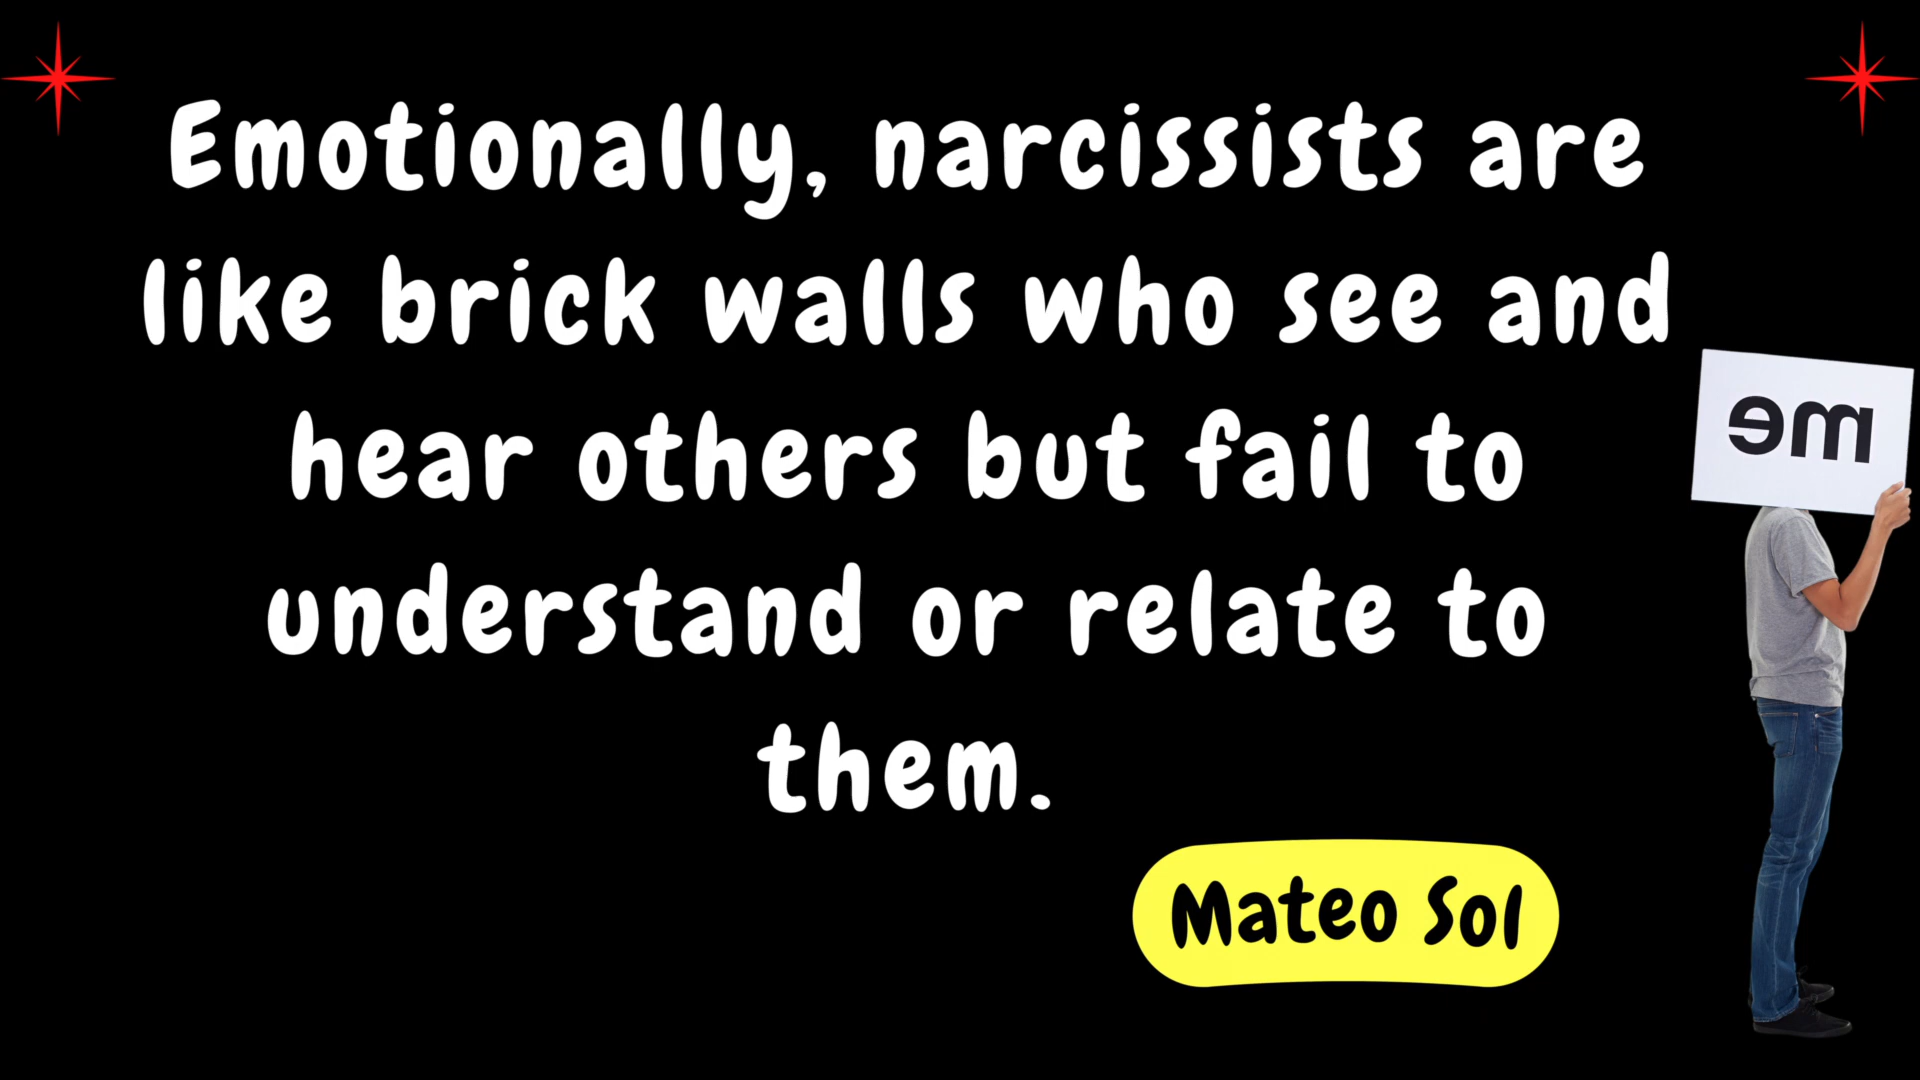 Emotionally, narcissists are
like brick walls who see and
hear others but fail to
understand or relate to
them.
me
Mateo Sol